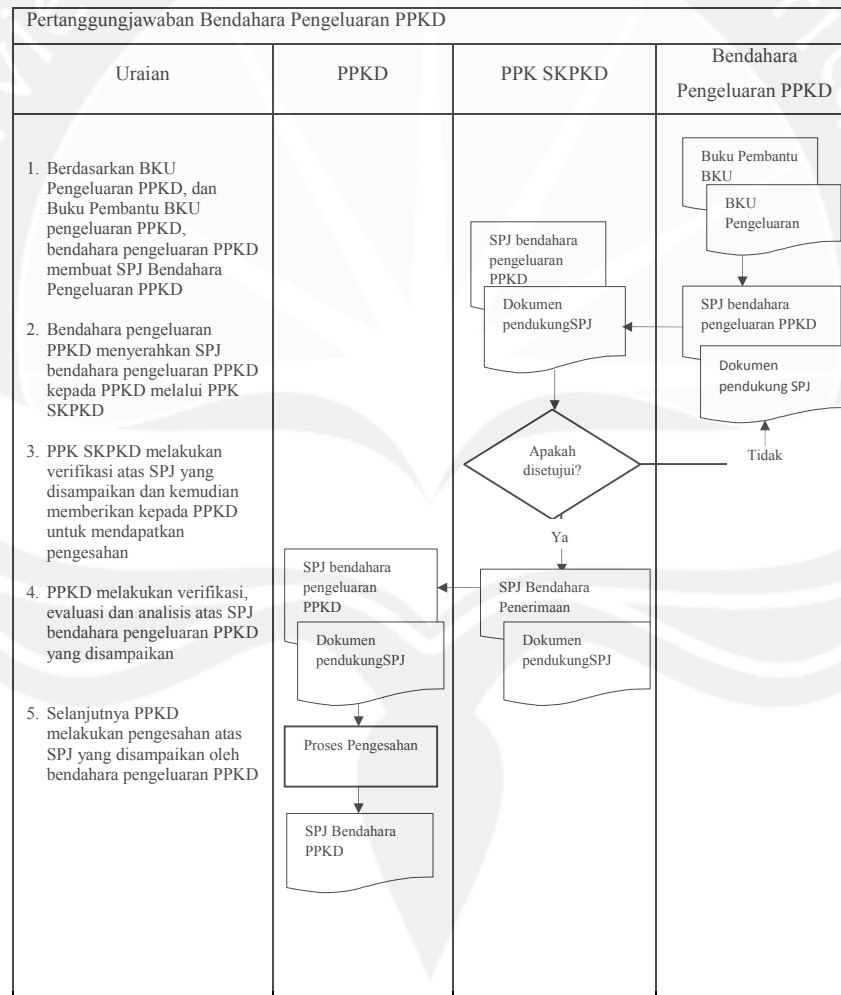 Pertanggungjawaban Bendahara Pengeluaran PPKD
Uraian
PPKD
PPK SKPKD
Bendahara
Pengeluaran PPKD
1. Berdasarkan BKU
Pengeluaran PPKD, dan
Buku Pembantu BKU
pengeluaran PPKD,
bendahara pengeluaran PPKD
membuat SPJ Bendahara
Pengeluaran PPKD
2. Bendahara pengeluaran
PPKD menyerahkan SPJ
bendahara pengeluaran PPKD
kepada PPKD melalui PPK
SKPKD
3. PPK SKPKD melakukan
verifikasi atas SPJ yang
disampaikan dan kemudian
memberikan kepada PPKD
untuk mendapatkan
pengesahan
4. PPKD melakukan verifikasi,
evaluasi dan analisis atas SPJ
bendahara pengeluaran PPKD
yang disampaikan
5. Selanjutnya PPKD
melakukan pengesahan atas
SPJ yang disampaikan oleh
bendahara pengeluaran PPKD
SPJ bendahara
pengeluaran
PPKD
Dokumen
pendukungSPJ
Proses Pengesahan
SPJ Bendahara
PPKD
SPJ bendahara
pengeluaran
PPKD
Dokumen
pendukungSPJ
Apakah
disetujui?
Ya
SPJ Bendahara
Penerimaan
Dokumen
pendukungSPJ
Buku Pembantu
BKU
BKU
Pengeluaran
SPJ bendahara
pengeluaran PPKD
Dokumen
pendukung SPJ
Tidak